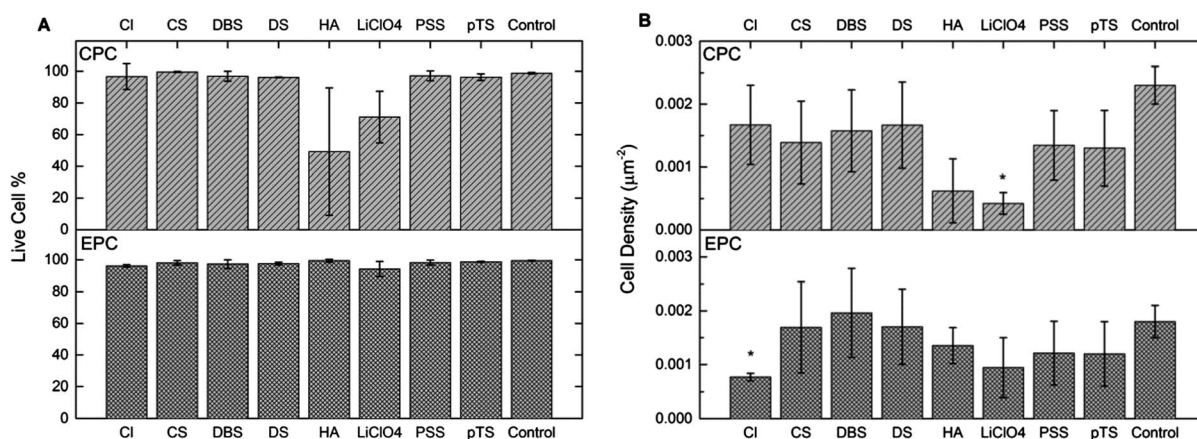 A
Cl CS DBS DS HA LiClO4 PSS pTS Control
CPC
100
80
60
40
20
0
EPC
100
80
60
40
20
0
Live Cell %
Cl CS DBS DS HA LiClO4 PSS pTS Control
B
Cl CS DBS DS HA LiClO4 PSS pTS Control
0.003
CPC
0.002
0.001
*
0.000
EPC
0.003
0.002
0.001
*
0.000
Cell Density (μm⁻²)
Cl CS DBS DS HA LiClO4 PSS pTS Control